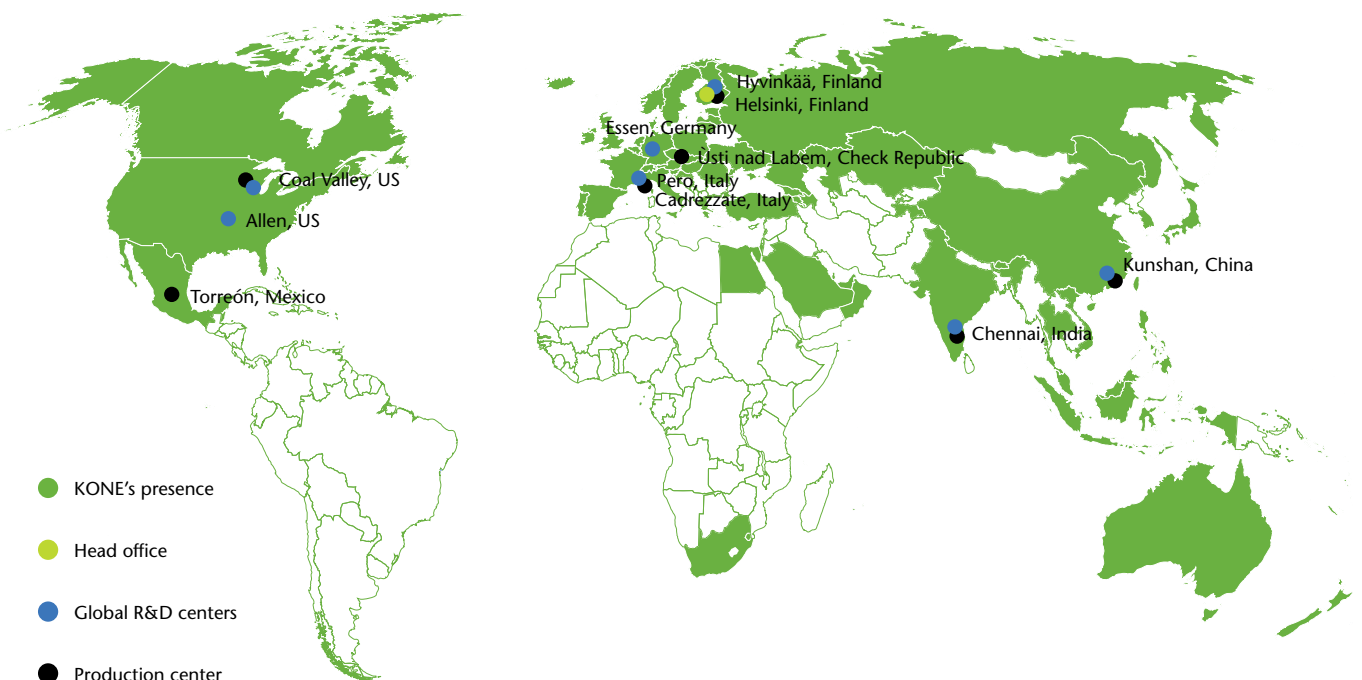 Hyvinkää, Finland
Helsinki, Finland
Essen, Germany
Ùsti nad Labem, Check Republic
Coal Valley, US
Pero, Italy
Cadrezzate, Italy
Allen, US
Kunshan, China
Torreón, Mexico
Chennai, India
KONE's presence
Head office
Global R&D centers
Production center